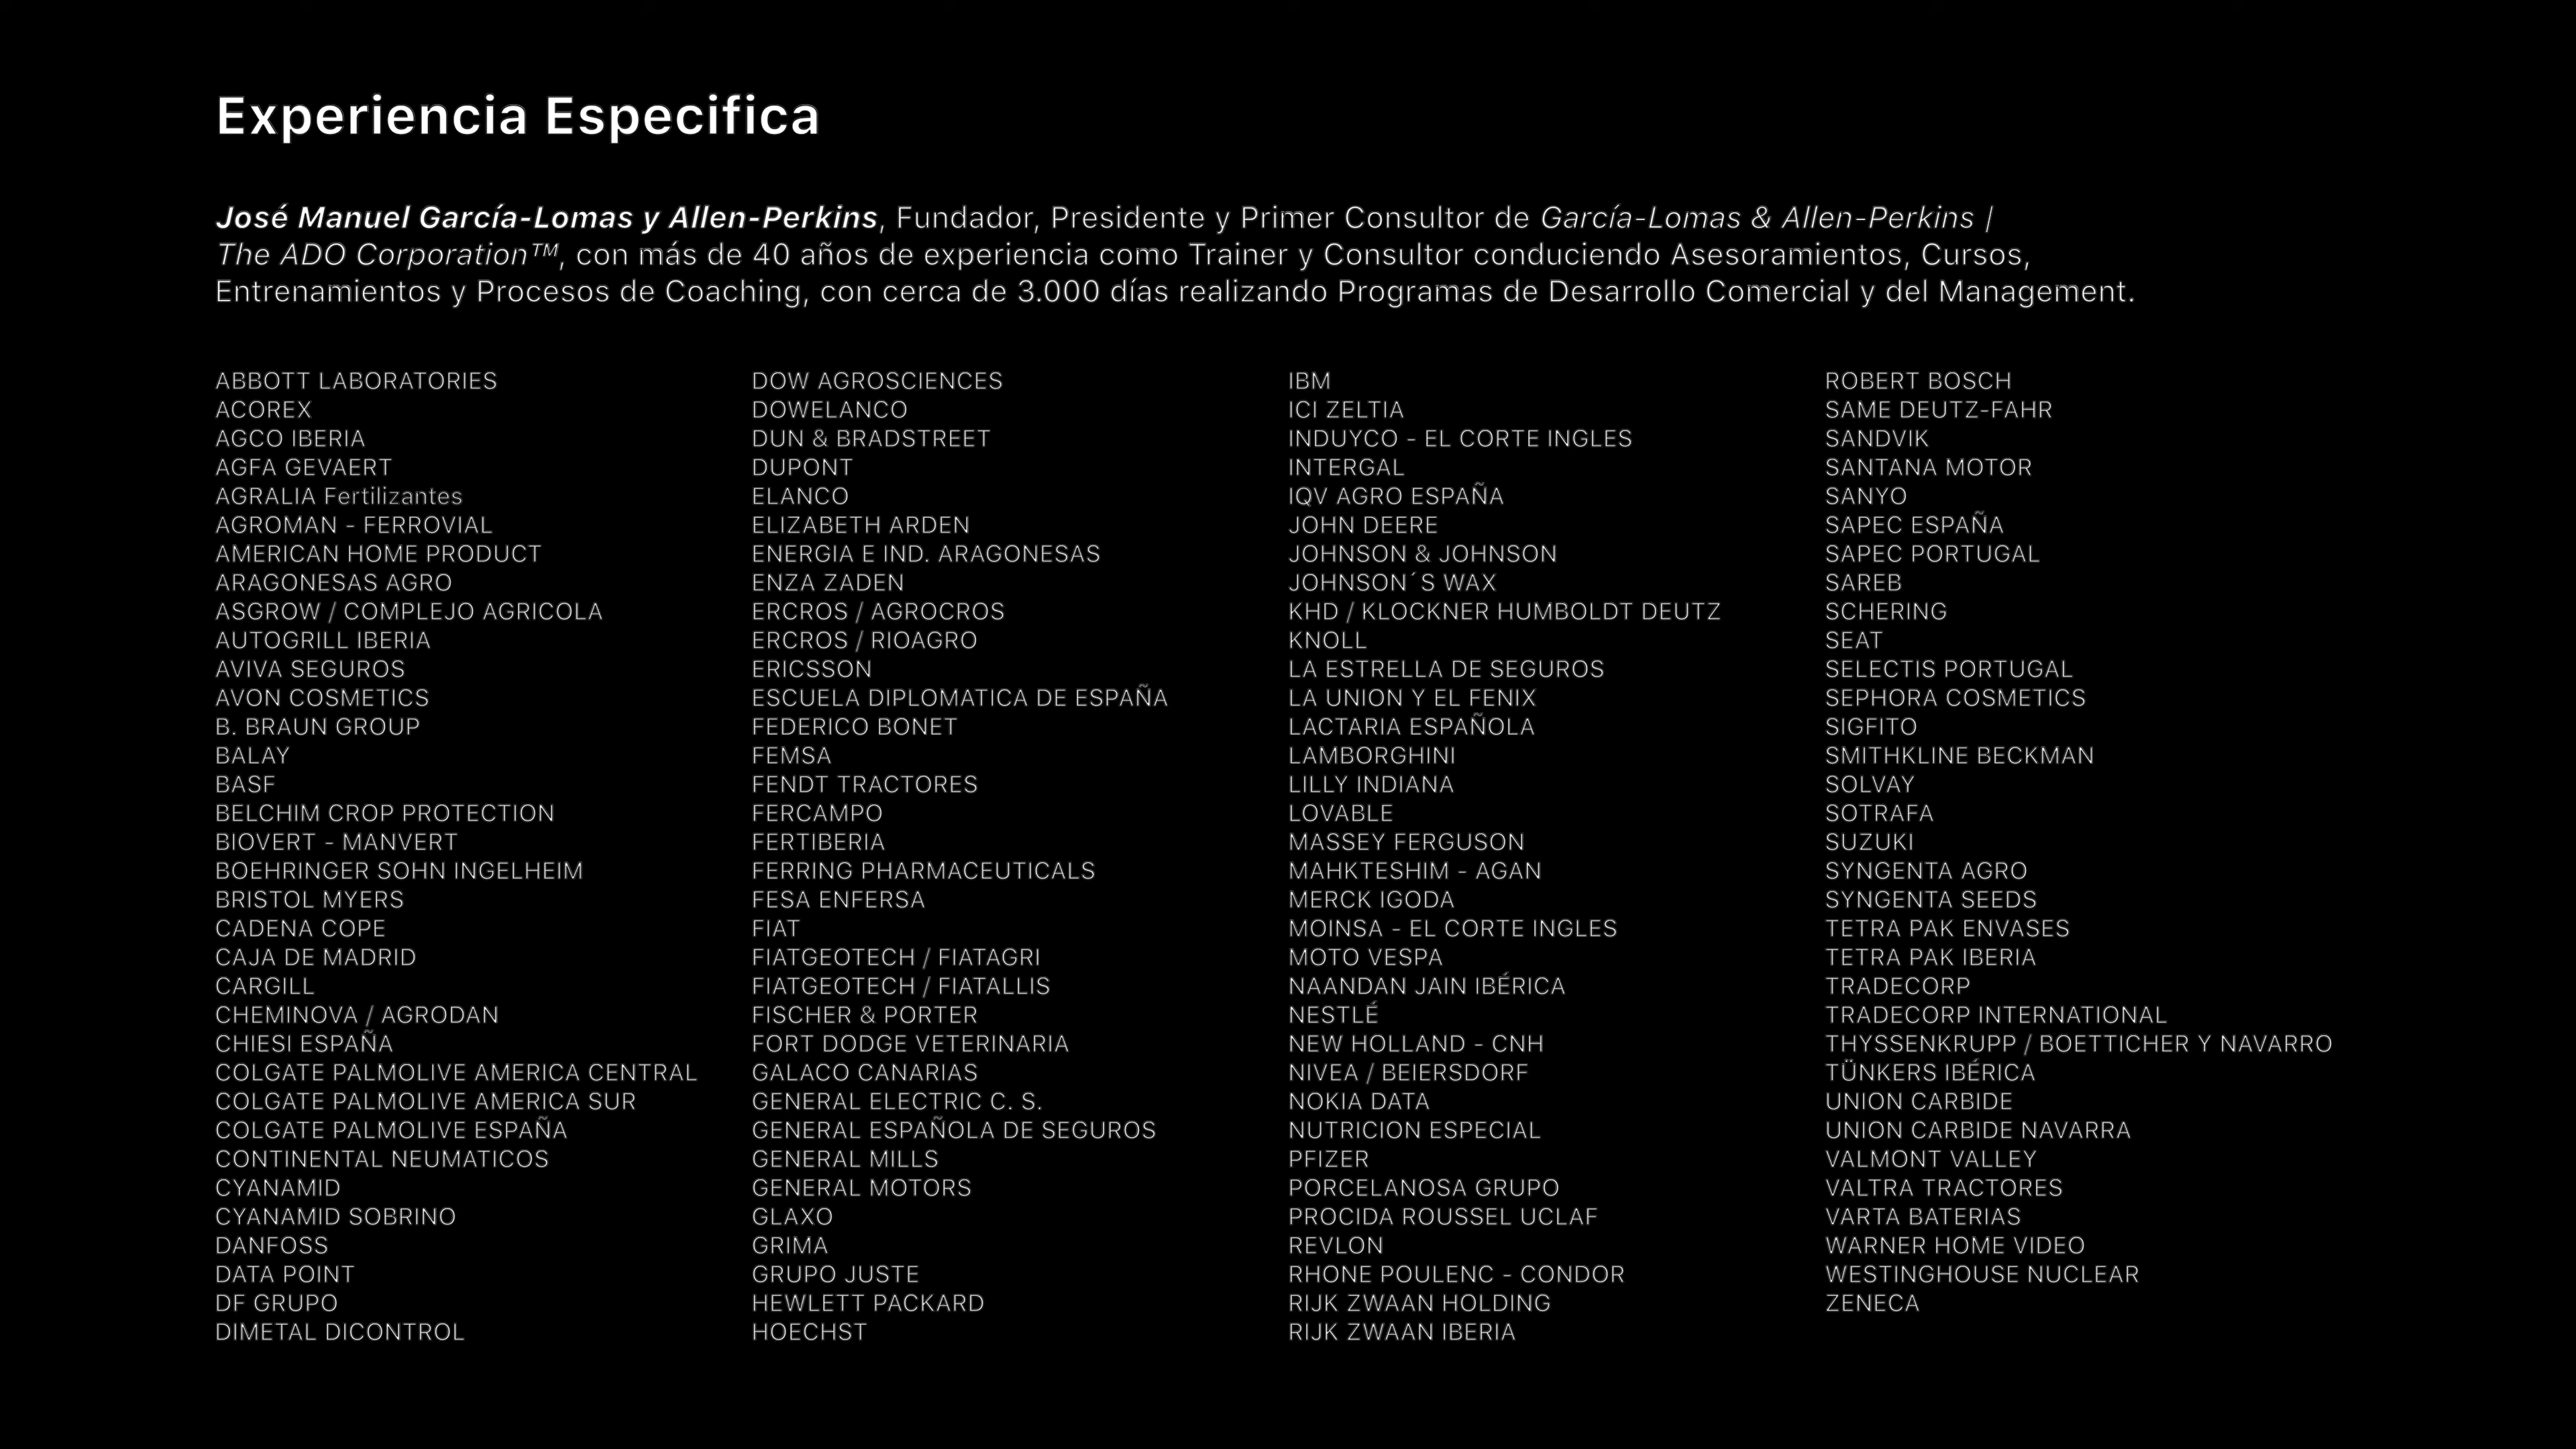 Experiencia Especifica
José Manuel García-Lomas y Allen-Perkins, Fundador, Presidente y Primer Consultor de García-Lomas & Allen-Perkins |
The ADO Corporation™, con más de 40 años de experiencia como Trainer y Consultor conduciendo Asesoramientos, Cursos,
Entrenamientos y Procesos de Coaching, con cerca de 3.000 días realizando Programas de Desarrollo Comercial y del Management.
ABBOTT LABORATORIES
ACOREX
AGCO IBERIA
AGFA GEVAERT
AGRALIA Fertilizantes
AGROMAN - FERROVIAL
AMERICAN HOME PRODUCT
ARAGONESAS AGRO
ASGROW / COMPLEJO AGRICOLA
AUTOGRILL IBERIA
AVIVA SEGUROS
AVON COSMETICS
B. BRAUN GROUP
BALAY
BASF
BELCHIM CROP PROTECTION
BIOVERT - MANVERT
BOEHRINGER SOHN INGELHEIM
BRISTOL MYERS
CADENA COPE
CAJA DE MADRID
CARGILL
CHEMINOVA / AGRODAN
CHIESI ESPAÑA
COLGATE PALMOLIVE AMERICA CENTRAL
COLGATE PALMOLIVE AMERICA SUR
COLGATE PALMOLIVE ESPAÑA
CONTINENTAL NEUMATICOS
CYANAMID
CYANAMID SOBRINO
DANFOSS
DATA POINT
DF GRUPO
DIMETAL DICONTROL
DOW AGROSCIENCES
DOWELANCO
DUN & BRADSTREET
DUPONT
ELANCO
ELIZABETH ARDEN
ENERGIA E IND. ARAGONESAS
ENZA ZADEN
ERCROS / AGROCROS
ERCROS / RIOAGRO
ERICSSON
ESCUELA DIPLOMATICA DE ESPAÑA
FEDERICO BONET
FEMSA
FENDT TRACTORES
FERCAMPO
FERTIBERIA
FERRING PHARMACEUTICALS
FESA ENFERSA
FIAT
FIATGEOTECH / FIATAGRI
FIATGEOTECH / FIATALLIS
FISCHER & PORTER
FORT DODGE VETERINARIA
GALACO CANARIAS
GENERAL ELECTRIC C. S.
GENERAL ESPAÑOLA DE SEGUROS
GENERAL MILLS
GENERAL MOTORS
GLAXO
GRIMA
GRUPO JUSTE
HEWLETT PACKARD
HOECHST
IBM
ICI ZELTIA
INDUYCO - EL CORTE INGLES
INTERGAL
IQV AGRO ESPAÑA
JOHN DEERE
JOHNSON & JOHNSON
JOHNSON´S WAX
KHD / KLOCKNER HUMBOLDT DEUTZ
KNOLL
LA ESTRELLA DE SEGUROS
LA UNION Y EL FENIX
LACTARIA ESPAÑOLA
LAMBORGHINI
LILLY INDIANA
LOVABLE
MASSEY FERGUSON
MAHKTESHIM - AGAN
MERCK IGODA
MOINSA - EL CORTE INGLES
MOTO VESPA
NAANDAN JAIN IBÉRICA
NESTLÉ
NEW HOLLAND - CNH
NIVEA / BEIERSDORF
NOKIA DATA
NUTRICION ESPECIAL
PFIZER
PORCELANOSA GRUPO
PROCIDA ROUSSEL UCLAF
REVLON
RHONE POULENC - CONDOR
RIJK ZWAAN HOLDING
RIJK ZWAAN IBERIA
ROBERT BOSCH
SAME DEUTZ-FAHR
SANDVIK
SANTANA MOTOR
SANYO
SAPEC ESPAÑA
SAPEC PORTUGAL
SAREB
SCHERING
SEAT
SELECTIS PORTUGAL
SEPHORA COSMETICS
SIGFITO
SMITHKLINE BECKMAN
SOLVAY
SOTRAFA
SUZUKI
SYNGENTA AGRO
SYNGENTA SEEDS
TETRA PAK ENVASES
TETRA PAK IBERIA
TRADECORP
TRADECORP INTERNATIONAL
THYSSENKRUPP / BOETTICHER Y NAVARRO
TÜNKERS IBÉRICA
UNION CARBIDE
UNION CARBIDE NAVARRA
VALMONT VALLEY
VALTRA TRACTORES
VARTA BATERIAS
WARNER HOME VIDEO
WESTINGHOUSE NUCLEAR
ZENECA